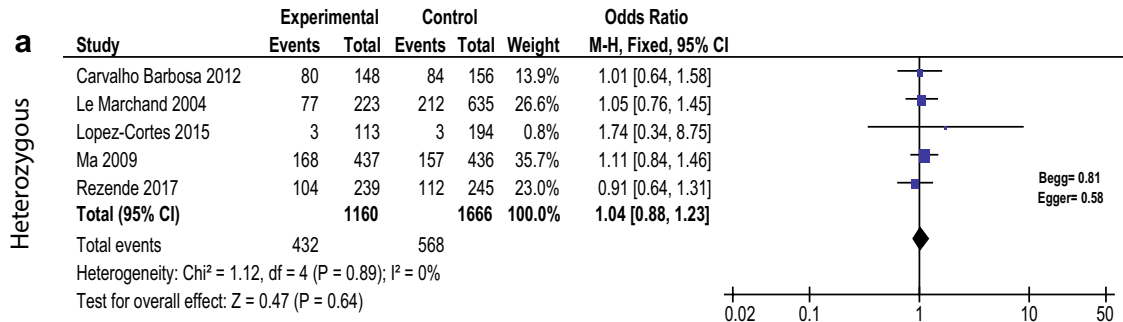 Experimental Control Odds Ratio
a Study Events Total Events Total Weight M-H, Fixed, 95% CI
Heterozygous
Carvalho Barbosa 2012 80 148 84 156 13.9% 1.01 [0.64, 1.58]
Le Marchand 2004 77 223 212 635 26.6% 1.05 [0.76, 1.45]
Lopez-Cortes 2015 3 113 3 194 0.8% 1.74 [0.34, 8.75]
Ma 2009 168 437 157 436 35.7% 1.11 [0.84, 1.46]
Rezende 2017 104 239 112 245 23.0% 0.91 [0.64, 1.31]
Total (95% CI) 1160 1666 100.0% 1.04 [0.88, 1.23]
Total events 432 568
Heterogeneity: Chi² = 1.12, df = 4 (P = 0.89); I² = 0%
Test for overall effect: Z = 0.47 (P = 0.64)
Begg= 0.81
Egger= 0.58
0.02 0.1 1 10 50